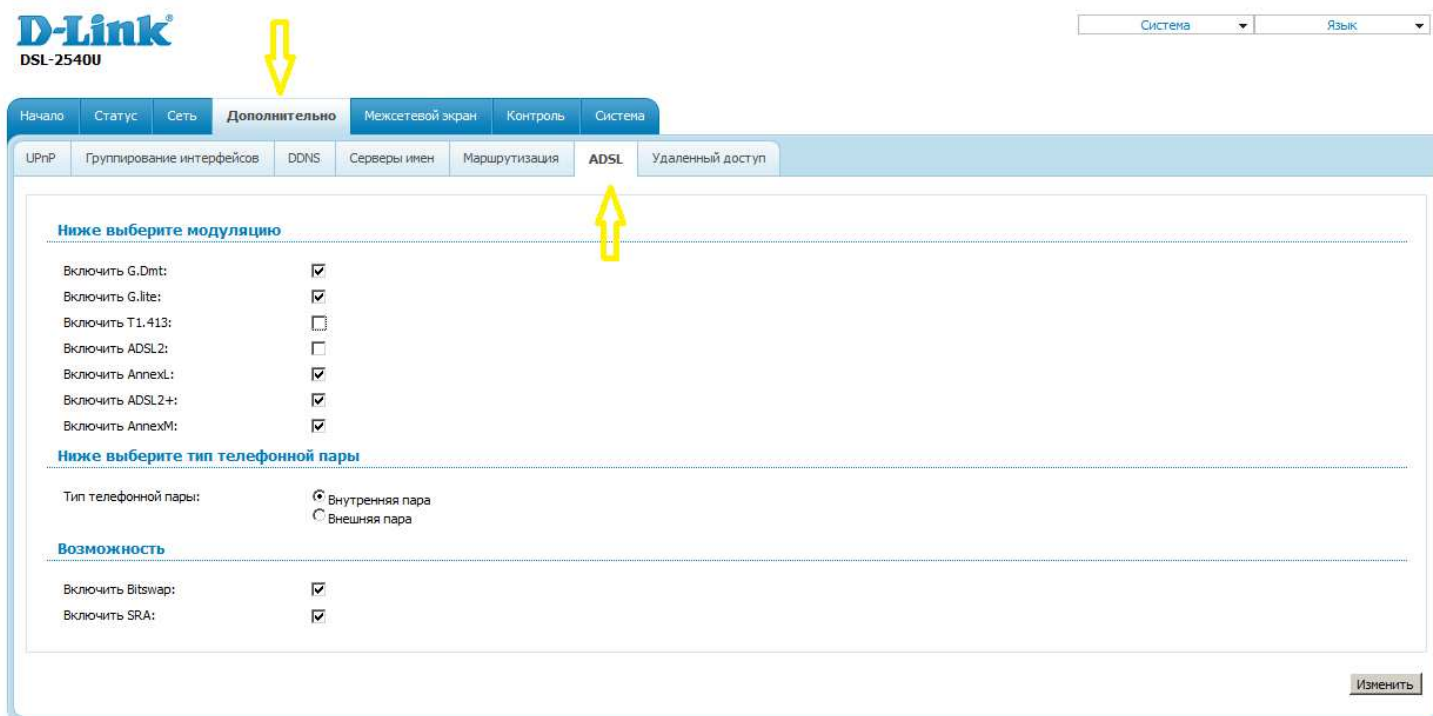 D-Link®
DSL-2540U
Система Язык
Начало Статус Сеть Дополнительно Межсетевой экран Контроль Система
UPnP Группирование интерфейсов DDNS Серверы имен Маршрутизация ADSL Удаленный доступ
Ниже выберите модуляцию
Включить G.Dmt:
Включить G.lite:
Включить T1.413:
Включить ADSL2:
Включить AnnexL:
Включить ADSL2+:
Включить AnnexM:
Ниже выберите тип телефонной пары
Тип телефонной пары: Внутренняя пара
Внешняя пара
Возможность
Включить Bitswap:
Включить SRA:
Изменить